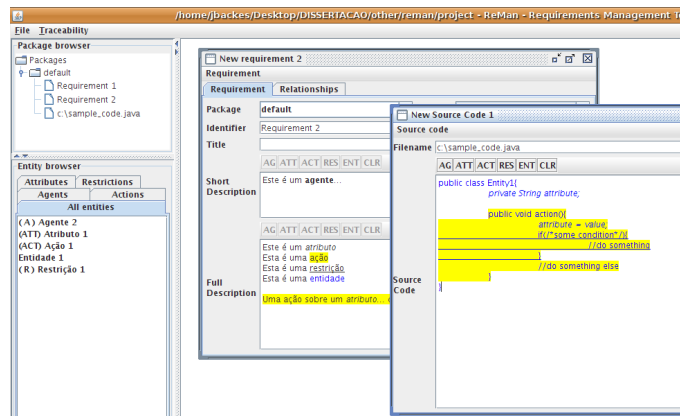 /home/jbackes/Desktop/DISSERTACAO/other/reman/project - ReMan - Requirements Management T
File Traceability
Package browser
Packages
default
Requirement 1
Requirement 2
c:\sample_code.java
Entity browser
Attributes Restrictions
Agents Actions
All entities
(A) Agente 2
(ATT) Atributo 1
(ACT) Ação 1
Entidade 1
(R) Restrição 1
New requirement 2
Requirement
Requirement Relationships
Package default
Identifier Requirement 2
Title
AG ATT ACT RES ENT CLR
Short Description
Este é um agente...
AG ATT ACT RES ENT CLR
Full Description
Este é um atributo
Esta é uma ação
Esta é uma restrição
Este é uma entidade
Uma ação sobre um atributo...
New Source Code 1
Source code
Filename c:\sample_code.java
AG ATT ACT RES ENT CLR
Source Code
public class Entity1{
private String attribute;
public void action(){
attribute = value;
if(/*some condition*/){
//do something
}
//do something else
}
}